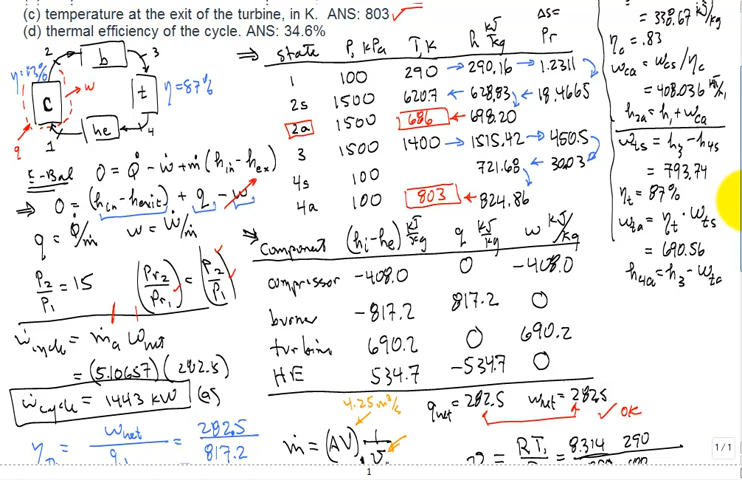 (c) temperature at the exit of the turbine, in K. ANS: 803 ✓
(d) thermal efficiency of the cycle. ANS: 34.6%
2 b 3
η=83%
c w t η=87%
q 1 he 4
E-Bal 0 = Q̇ - ẇ + ṁ(h_in - h_ex)
⇒ 0 = (h_in - h_exit) + q - w
q = Q̇/ṁ w = Ẇ/ṁ
P₂/P₁ = 15 (Pr₂/Pr₁) = (P₂/P₁)
ẇcycle = ṁa wnet
= (5.10657)(282.5)
ẇcycle = 1443 kW (a)
wnet = 282.5
817.2
ΔS=
⇒ state P, kPa T, K h kJ/kg Pr
1 100 290 → 290.16 → 1.2311
2s 1500 620.7 ← 628.83 ← 18.4665
2a 1500 686 ← 698.20
3 1500 1400 → 1515.42 → 450.5
4s 100 721.68 ← 30.03
4a 100 803 ← 824.86
⇒ Component (hi-he) kJ/kg q kJ/kg w kJ/kg
compressor -408.0 0 -408.0
burner -817.2 817.2 0
turbine 690.2 0 690.2
HE 534.7 -534.7 0
qnet = 282.5 wnet = 282.5
✓ OK
4.25 m³/s
ṁ = (AV) 1/v
= RT₁ = 8.314 290
= 338.67 kJ/kg
ηc = .83
wca = wcs/ηc
= 408.036 kJ/k
h2a = h1 + wca
wts = h3 - h4s
= 793.74
ηt = 87%
wta = ηt · wts
= 690.56
h4a = h3 - wta
1 / 1
1